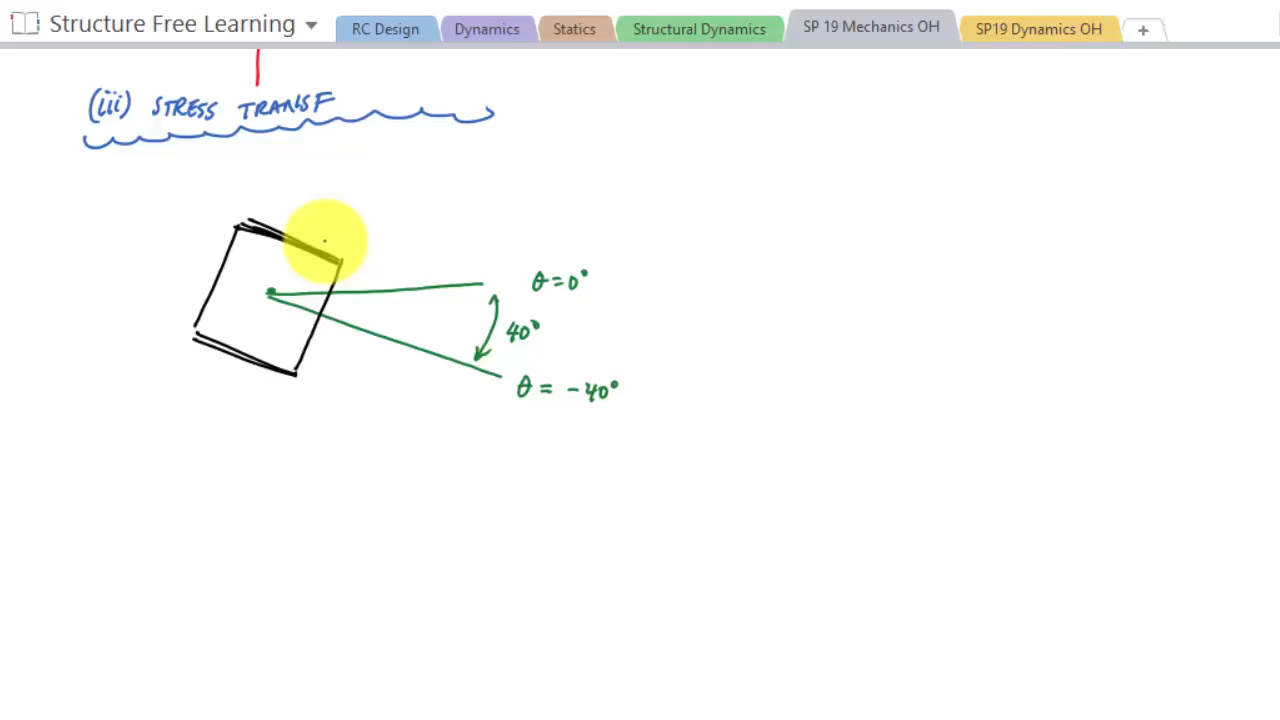 Structure Free Learning
RC Design
Dynamics
Statics
Structural Dynamics
SP 19 Mechanics OH
SP19 Dynamics OH
+
(iii) STRESS TRANSF
θ=0°
40°
θ = -40°